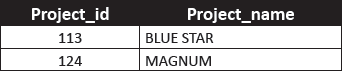 Project_id Project_name
113 BLUE STAR
124 MAGNUM